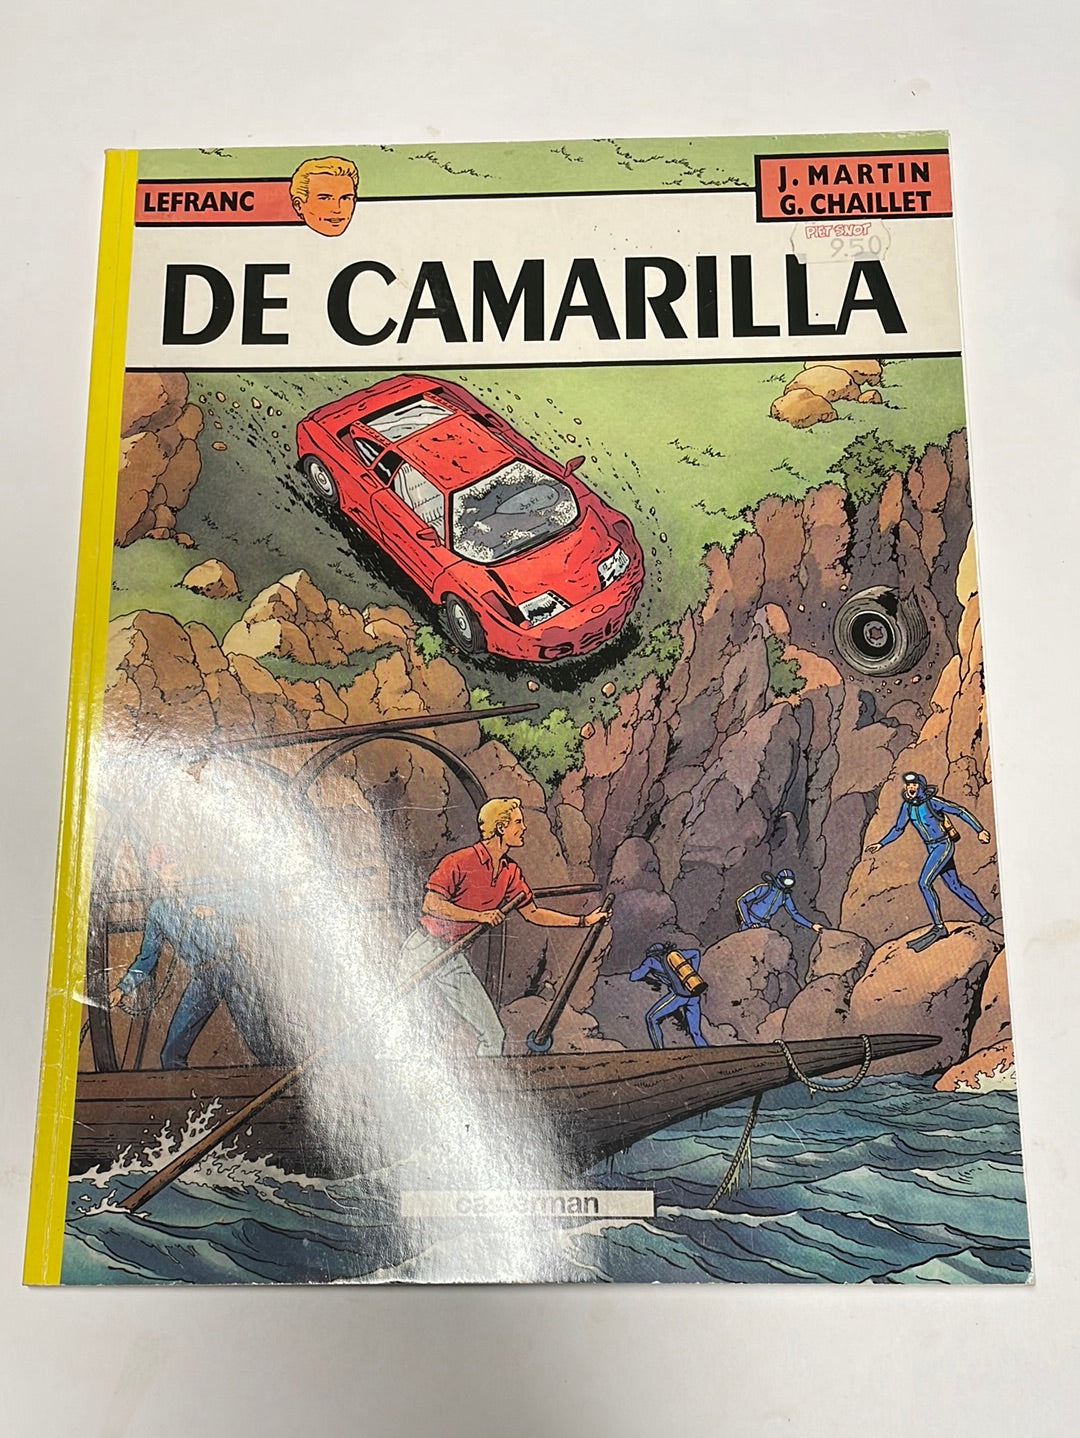 LEFRANC
J. MARTIN
G. CHAILLET
PIET SNOT
9.50
DE CAMARILLA
casterman